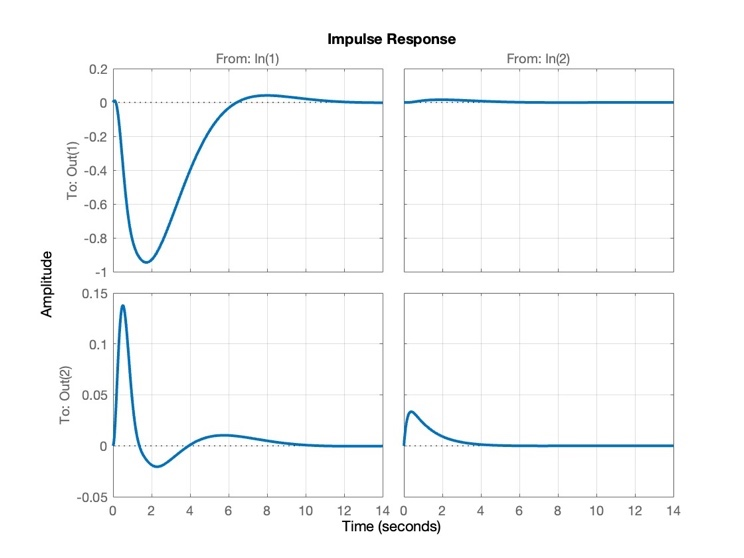 Impulse Response
From: In(1)
From: In(2)
0.2
0
-0.2
-0.4
-0.6
-0.8
-1
To: Out(1)
Amplitude
0.15
0.1
0.05
0
-0.05
To: Out(2)
0 2 4 6 8 10 12 14
0 2 4 6 8 10 12 14
Time (seconds)